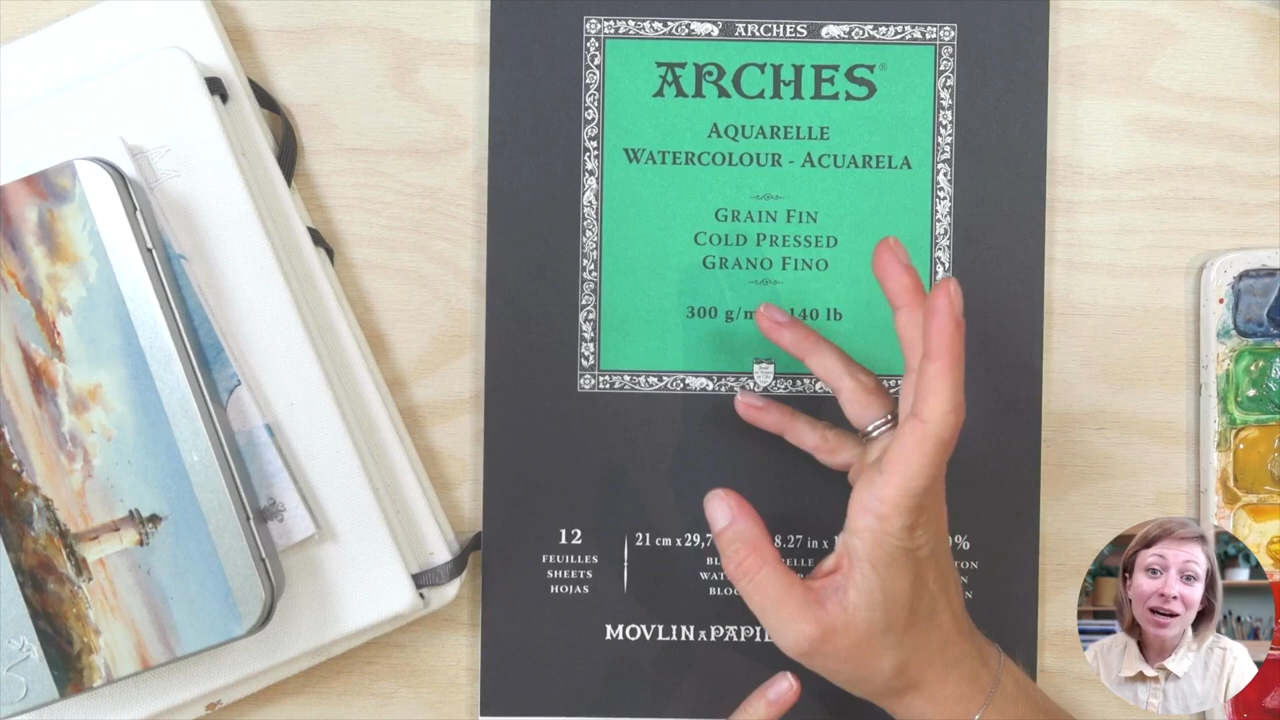 ARCHES
ARCHES®
AQUARELLE
WATERCOLOUR - ACUARELA
GRAIN FIN
COLD PRESSED
GRANO FINO
300 g/m 140 lb
12
FEUILLES
SHEETS
HOJAS
21 cm x 29,7 8.27 in x %
MOVLIN A PAPI